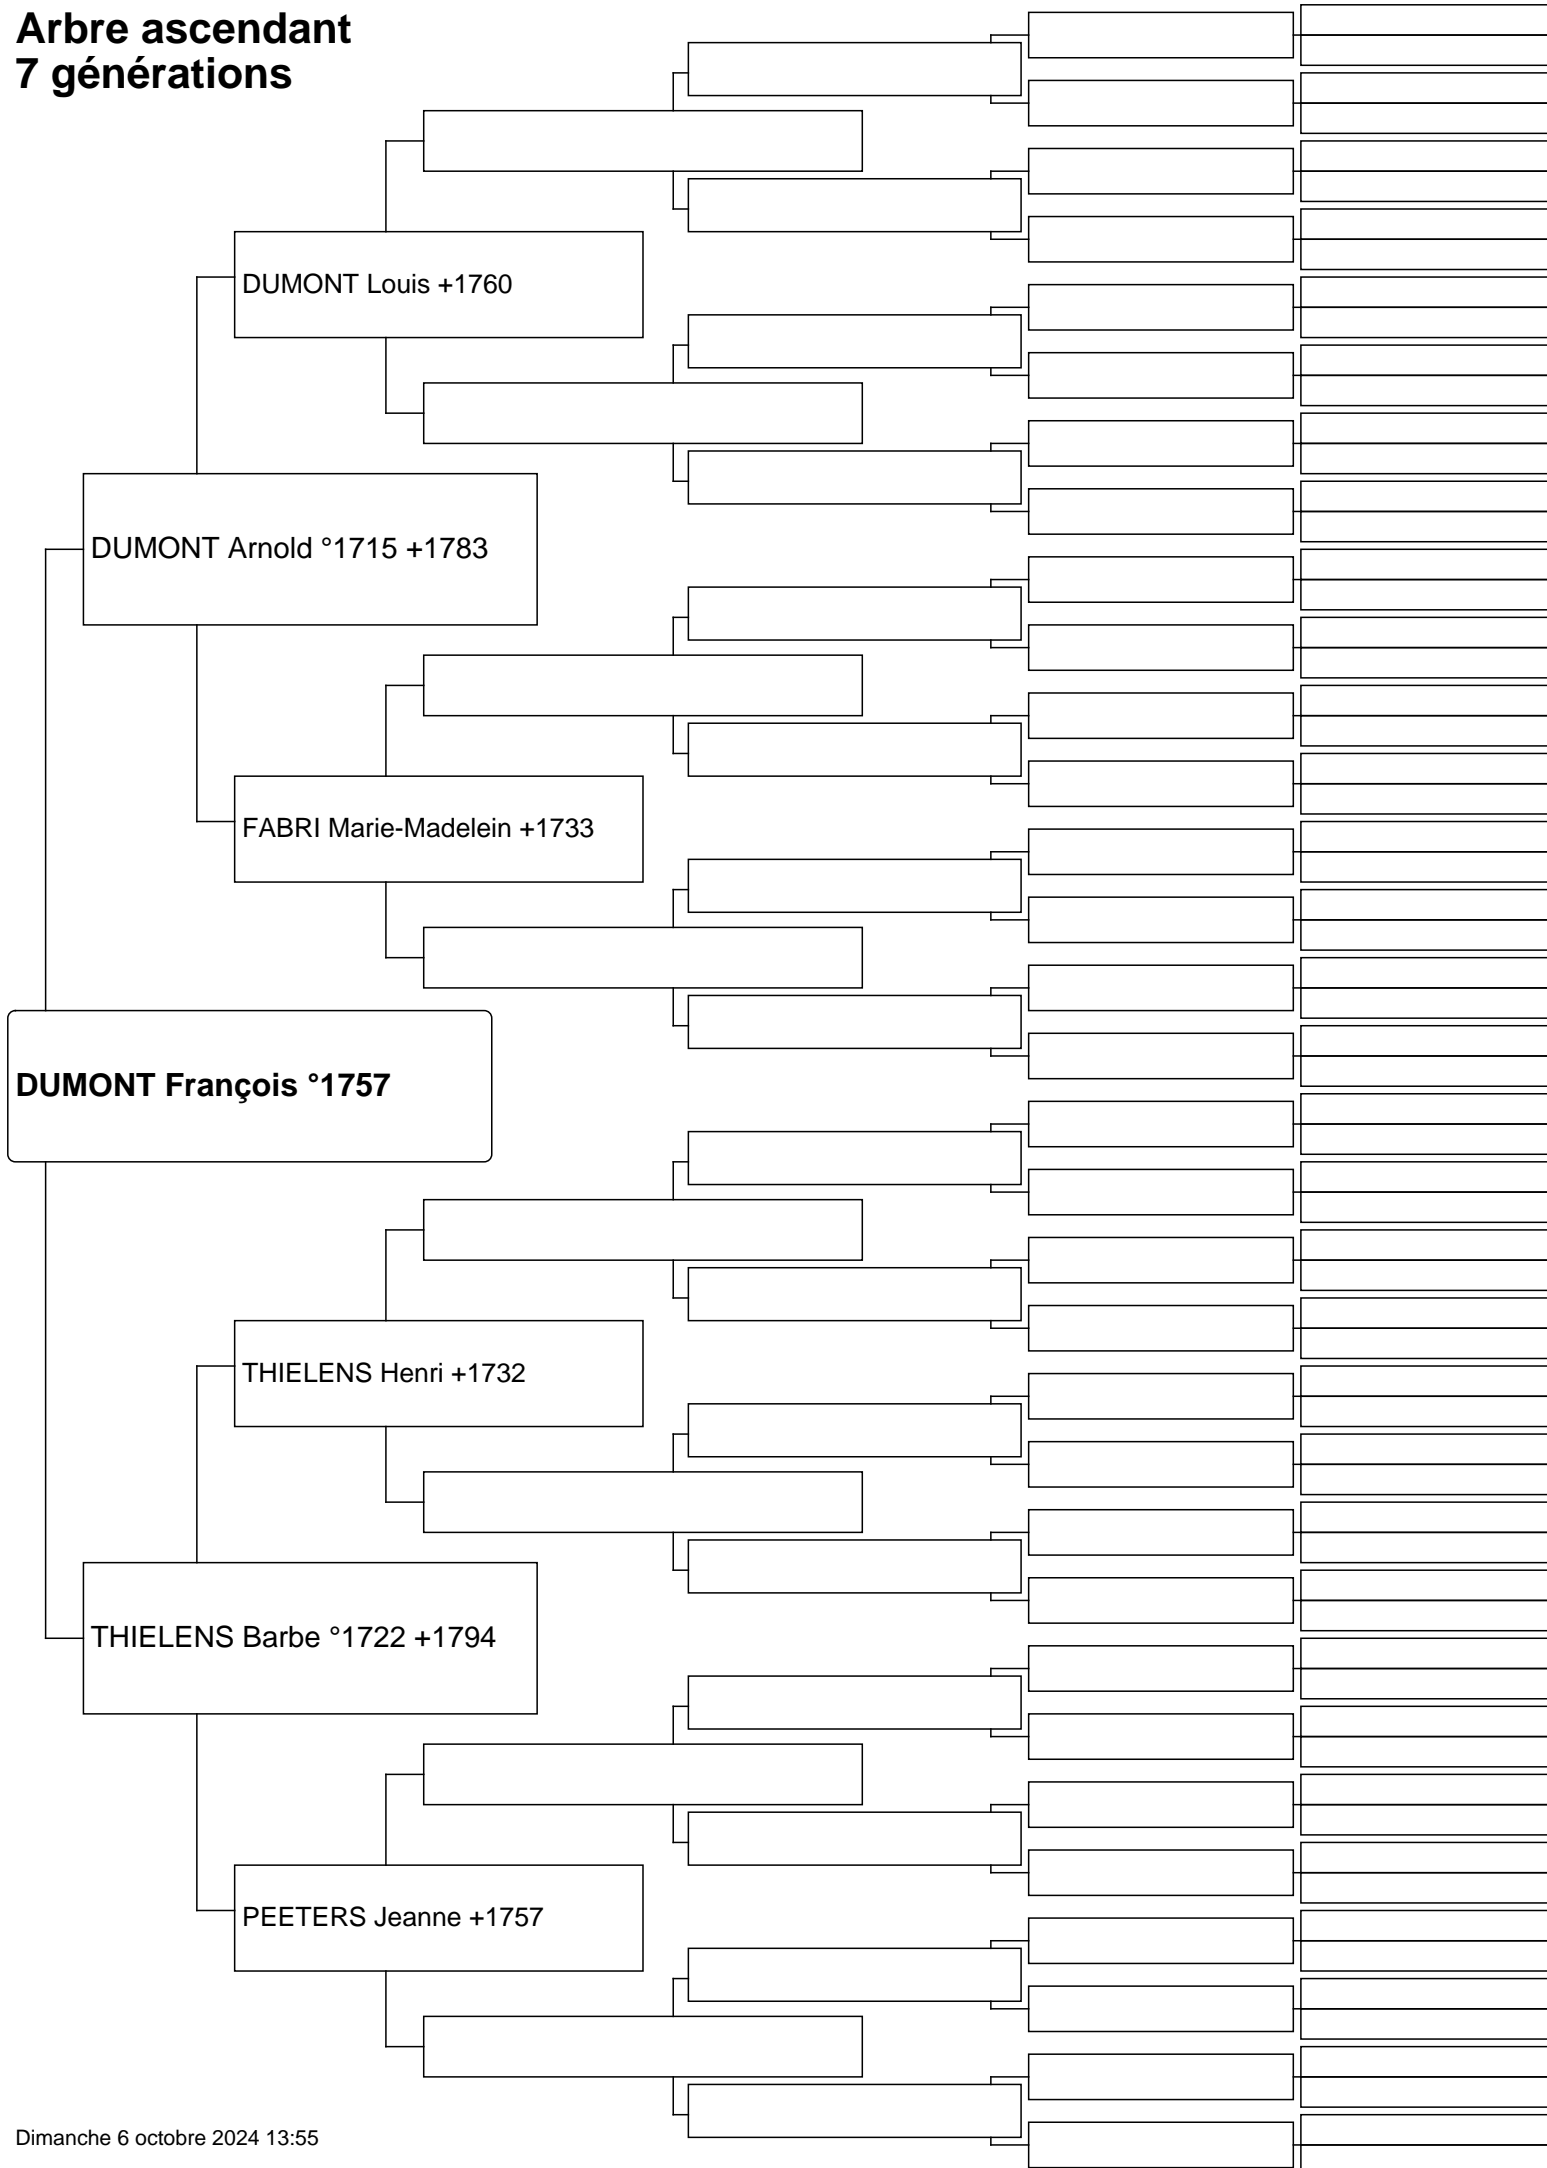 Arbre ascendant
7 générations
DUMONT Louis +1760
DUMONT Arnold °1715 +1783
FABRI Marie-Madelein +1733
DUMONT François °1757
THIELENS Henri +1732
THIELENS Barbe °1722 +1794
PEETERS Jeanne +1757
Dimanche 6 octobre 2024 13:55